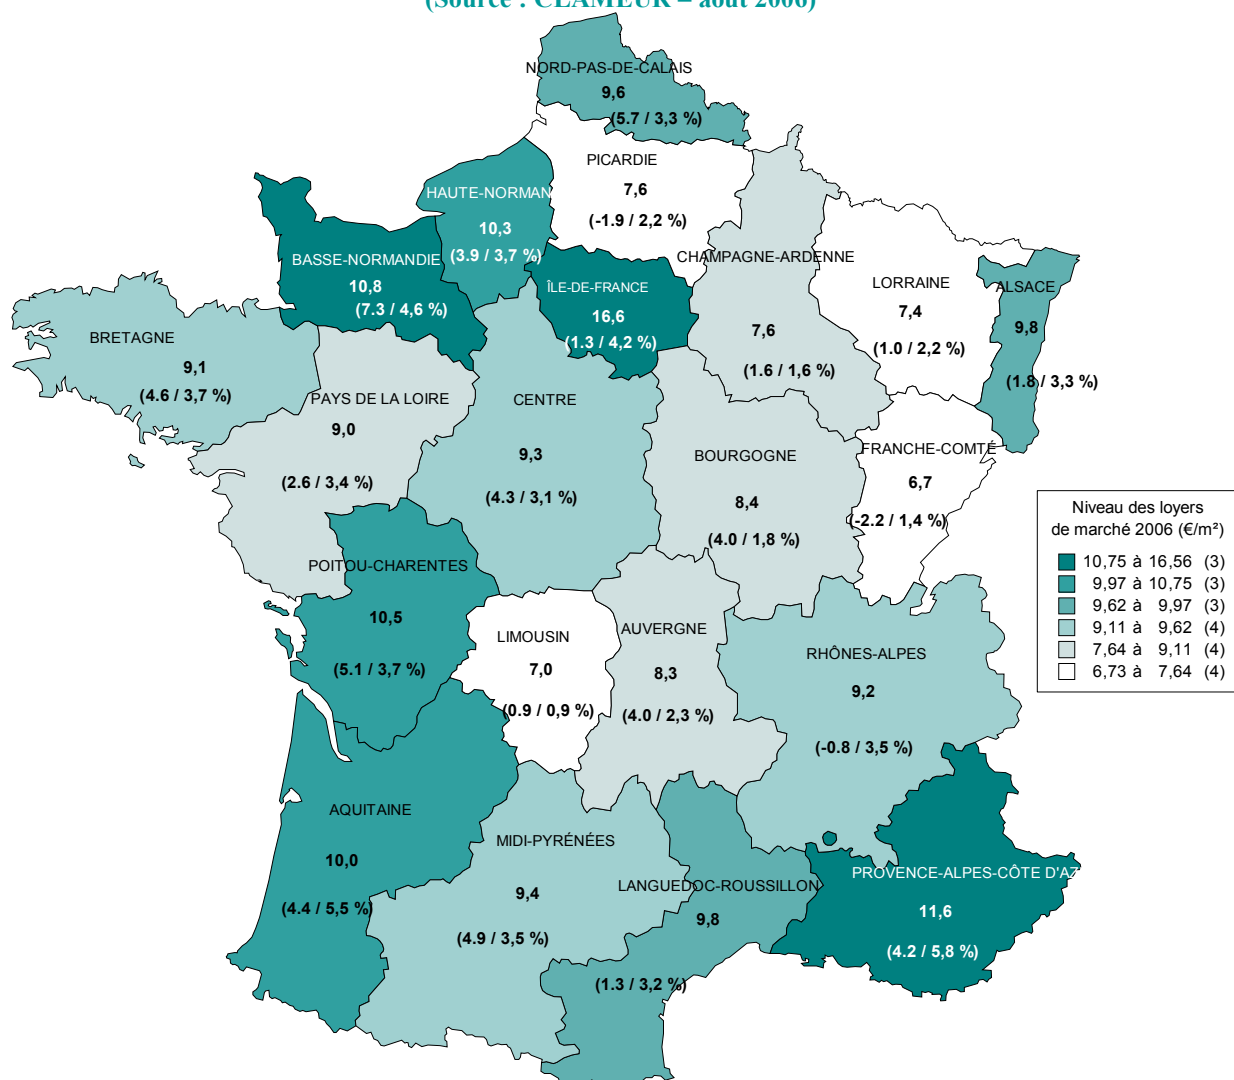 (Source : CLAMEUR – août 2006)
NORD-PAS-DE-CALAIS
9,6
(5.7 / 3,3 %)
PICARDIE
7,6
(-1.9 / 2,2 %)
HAUTE-NORMAN
10,3
(3.9 / 3,7 %)
BASSE-NORMANDIE
10,8
(7.3 / 4,6 %)
ÎLE-DE-FRANCE
16,6
(1.3 / 4,2 %)
CHAMPAGNE-ARDENNE
7,6
(1.6 / 1,6 %)
LORRAINE
7,4
(1.0 / 2,2 %)
ALSACE
9,8
(1.8 / 3,3 %)
BRETAGNE
9,1
(4.6 / 3,7 %)
PAYS DE LA LOIRE
9,0
(2.6 / 3,4 %)
CENTRE
9,3
(4.3 / 3,1 %)
BOURGOGNE
8,4
(4.0 / 1,8 %)
FRANCHE-COMTÉ
6,7
(-2.2 / 1,4 %)
Niveau des loyers
de marché 2006 (€/m²)
10,75 à 16,56 (3)
9,97 à 10,75 (3)
9,62 à 9,97 (3)
9,11 à 9,62 (4)
7,64 à 9,11 (4)
6,73 à 7,64 (4)
POITOU-CHARENTES
10,5
(5.1 / 3,7 %)
LIMOUSIN
7,0
(0.9 / 0,9 %)
AUVERGNE
8,3
(4.0 / 2,3 %)
RHÔNES-ALPES
9,2
(-0.8 / 3,5 %)
AQUITAINE
10,0
(4.4 / 5,5 %)
MIDI-PYRÉNÉES
9,4
(4.9 / 3,5 %)
LANGUEDOC-ROUSSILLON
9,8
(1.3 / 3,2 %)
PROVENCE-ALPES-CÔTE D'AZ
11,6
(4.2 / 5,8 %)